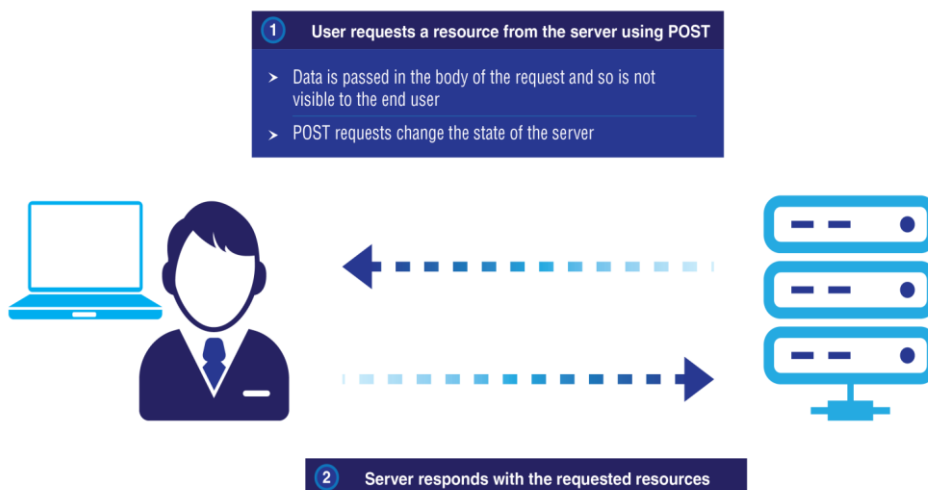 1 User requests a resource from the server using POST
➤ Data is passed in the body of the request and so is not
visible to the end user
➤ POST requests change the state of the server
2 Server responds with the requested resources